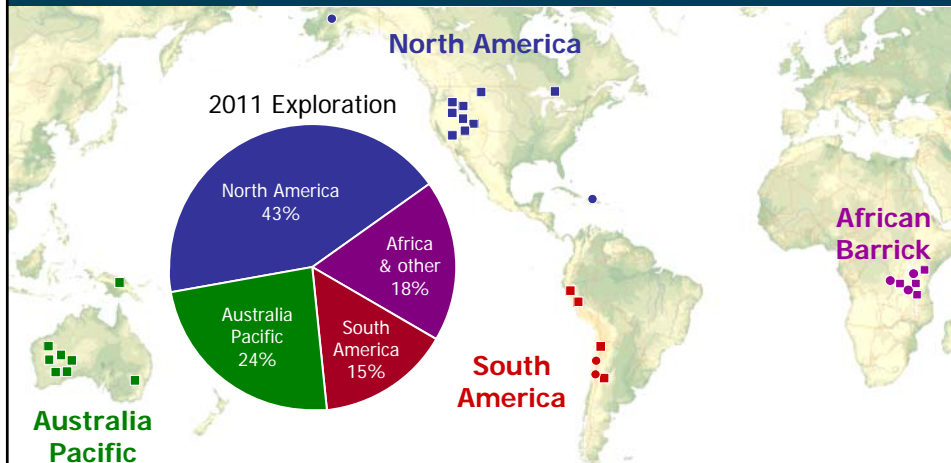 North America
2011 Exploration
North America
43%
Africa
& other
18%
Australia
Pacific
24%
South
America
15%
African
Barrick
South
America
Australia
Pacific